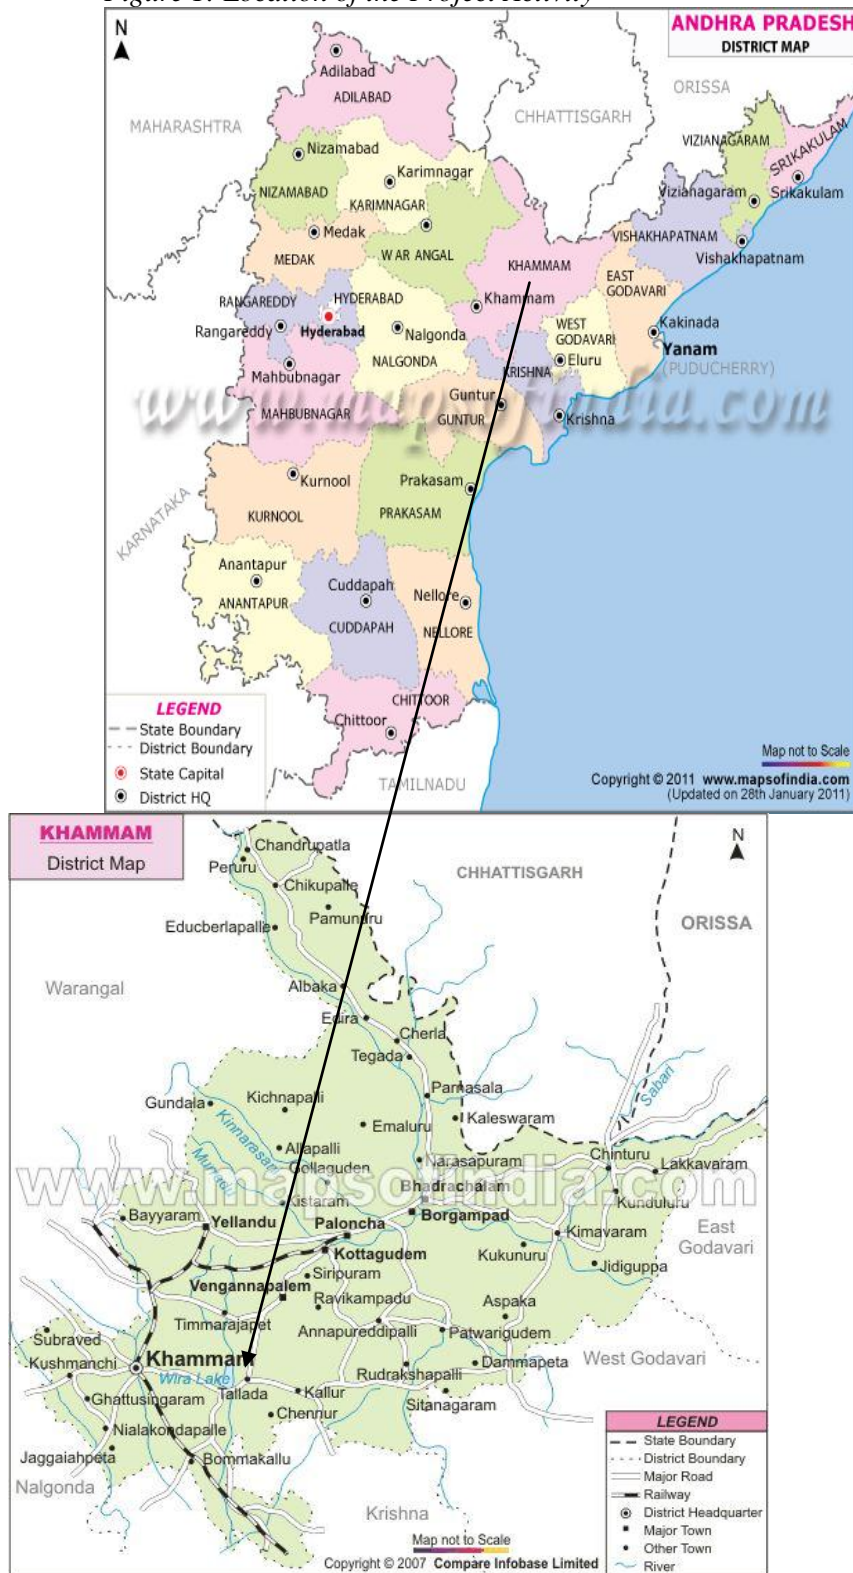 Figure 1: Location of the Project Activity
N
ANDHRA PRADESH
DISTRICT MAP
Adilabad
ADILABAD
MAHARASHTRA
CHHATTISGARH
ORISSA
VIZIANAGARAM
SRIKAKULAM
Nizamabad
NIZAMABAD
Karimnagar
KARIMNAGAR
Vizianagaram
Srikakulam
Medak
MEDAK
WARANGAL
VISHAKHAPATNAM
Vishakhapatnam
KHAMMAM
EAST
GODAVARI
RANGAREDDY
HYDERABAD
Khammam
Rangareddy
Hyderabad
Nalgonda
NALGONDA
WEST
GODAVARI
Kakinada
Yanam
(PUDUCHERRY)
Eluru
KRISHNA
Mahbubnagar
MAHBUBNAGAR
Guntur
GUNTUR
Krishna
www.mapsofindia.com
Kurnool
KURNOOL
Prakasam
PRAKASAM
KARNATAKA
Anantapur
ANANTAPUR
Cuddapah
CUDDAPAH
Nellore
NELLORE
CHITTOOR
Chittoor
TAMILNADU
LEGEND
State Boundary
District Boundary
State Capital
District HQ
Map not to Scale
Copyright © 2011 www.mapsofindia.com
(Updated on 28th January 2011)
KHAMMAM
District Map
N
Chandrupatla
Peruru
Chikupalle
Pamunuru
Educberlapalle
CHHATTISGARH
ORISSA
Warangal
Albaka
Edira
Cherla
Tegada
Parnasala
Kaleswaram
Sabari
Gundala
Kichnapalli
Kinnarasani
Emaluru
Allapalli
Murredu
Gollaguden
Narasapuram
Chinturu
Lakkavaram
www.mapsofindia.com
Bhadrachalam
Kistaram
Kunduluru
Bayyaram
Yellandu
Paloncha
Borgampad
Kimavaram
East
Godavari
Kottagudem
Kukunuru
Jidiguppa
Siripuram
Vengannapalem
Ravikampadu
Aspaka
Timmarajapet
Annapureddipalli
Patwarigudem
Subraved
Khammam
Kushmanchi
Wira Lake
Rudrakshapalli
Dammapeta
West Godavari
Ghattusingaram
Tallada
Kallur
Sitanagaram
Chennur
Nialakondapalle
Jaggaiahpeta
Bommakallu
Nalgonda
Krishna
LEGEND
State Boundary
District Boundary
Major Road
Railway
District Headquarter
Major Town
Other Town
River
Map not to Scale
Copyright © 2007 Compare Infobase Limited